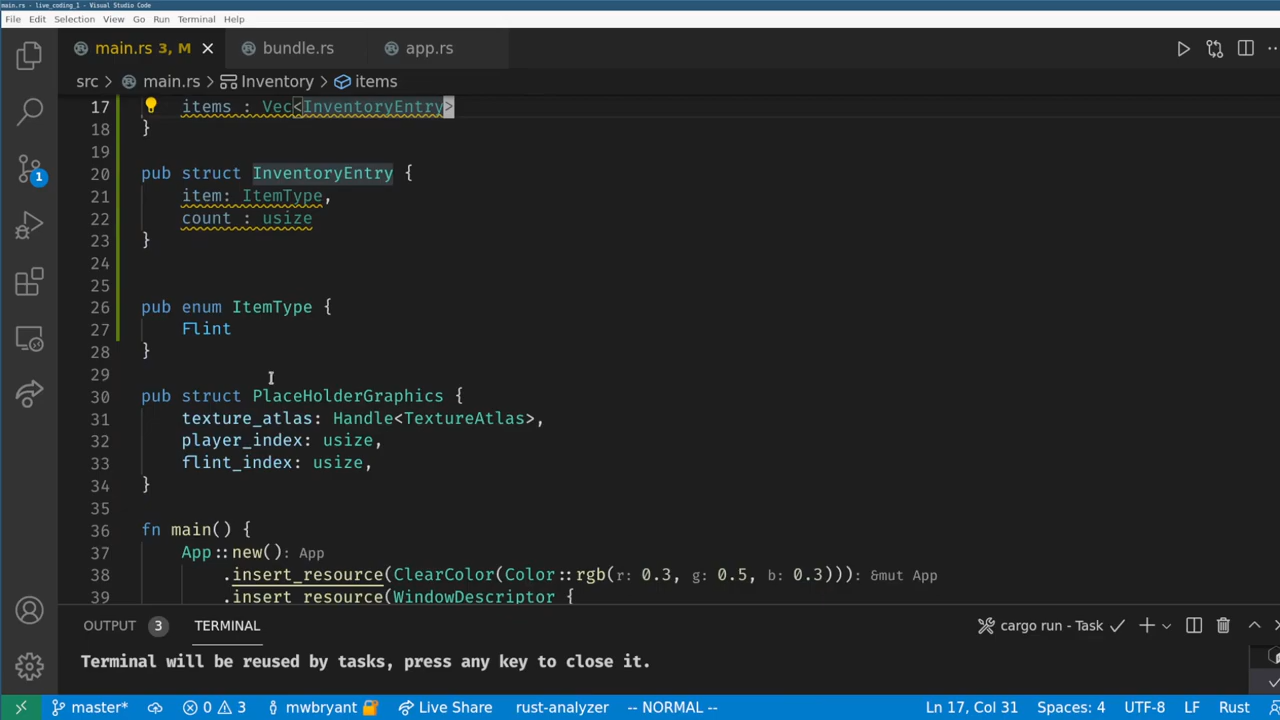 main.rs - live_coding_1 - Visual Studio Code
File Edit Selection View Go Run Terminal Help
main.rs 3, M bundle.rs app.rs
src > main.rs > Inventory > items
17 items : Vec<InventoryEntry>
18 }
19
20 pub struct InventoryEntry {
21 item: ItemType,
22 count : usize
23 }
24
25
26 pub enum ItemType {
27 Flint
28 }
29
30 pub struct PlaceHolderGraphics {
31 texture_atlas: Handle<TextureAtlas>,
32 player_index: usize,
33 flint_index: usize,
34 }
35
36 fn main() {
37 App::new(): App
38 .insert_resource(ClearColor(Color::rgb(r: 0.3, g: 0.5, b: 0.3))): &mut App
39 .insert_resource(WindowDescriptor {
1
OUTPUT 3 TERMINAL cargo run - Task
Terminal will be reused by tasks, press any key to close it.
master* 0 3 mwbryant Live Share rust-analyzer -- NORMAL -- Ln 17, Col 31 Spaces: 4 UTF-8 LF Rust